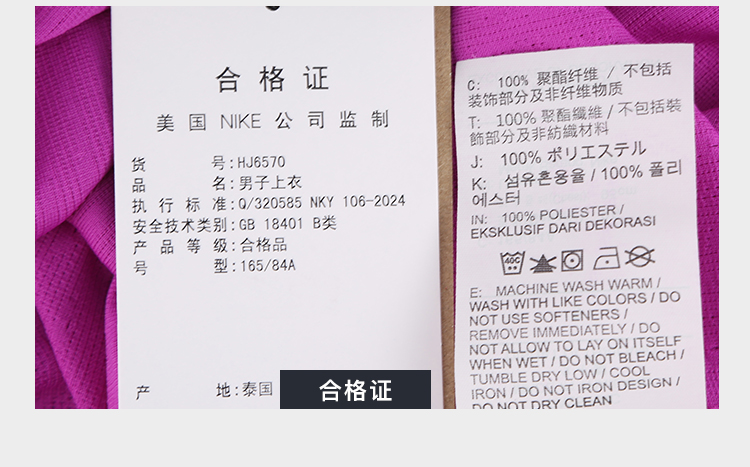 合格证
美国 NIKE 公司监制
货号:HJ6570
品名:男子上衣
执行标准:Q/320585 NKY 106-2024
安全技术类别:GB 18401 B类
产品等级:合格品
号型:165/84A
产地:泰国
合格证
C: 100% 聚酯纤维 / 不包括
装饰部分及非纤维物质
T: 100% 聚酯纖維 / 不包括裝
飾部分及非紡織材料
J: 100% ポリエステル
K: 섬유혼용율 / 100% 폴리
에스터
IN: 100% POLIESTER /
EKSKLUSIF DARI DEKORASI
40C
E: MACHINE WASH WARM /
WASH WITH LIKE COLORS / DO
NOT USE SOFTENERS /
REMOVE IMMEDIATELY / DO
NOT ALLOW TO LAY ON ITSELF
WHEN WET / DO NOT BLEACH /
TUMBLE DRY LOW / COOL
IRON / DO NOT IRON DESIGN /
DO NOT DRY CLEAN